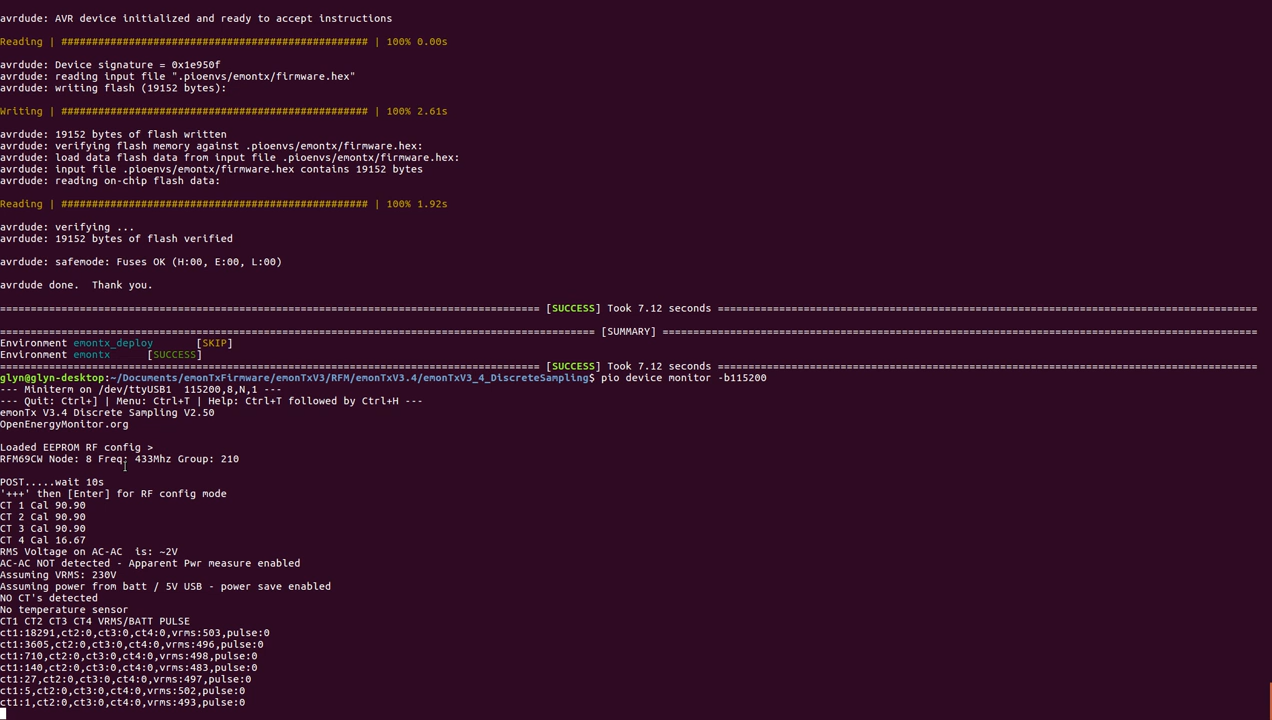 avrdude: AVR device initialized and ready to accept instructions
Reading | ################################################## | 100% 0.00s
avrdude: Device signature = 0x1e950f
avrdude: reading input file ".pioenvs/emontx/firmware.hex"
avrdude: writing flash (19152 bytes):
Writing | ################################################## | 100% 2.61s
avrdude: 19152 bytes of flash written
avrdude: verifying flash memory against .pioenvs/emontx/firmware.hex:
avrdude: load data flash data from input file .pioenvs/emontx/firmware.hex:
avrdude: input file .pioenvs/emontx/firmware.hex contains 19152 bytes
avrdude: reading on-chip flash data:
Reading | ################################################## | 100% 1.92s
avrdude: verifying ...
avrdude: 19152 bytes of flash verified
avrdude: safemode: Fuses OK (H:00, E:00, L:00)
avrdude done.  Thank you.
======================================================================================== [SUCCESS] Took 7.12 seconds ========================================================================================
================================================================================================= [SUMMARY] =================================================================================================
Environment emontx_deploy       [SKIP]
Environment emontx      [SUCCESS]
======================================================================================== [SUCCESS] Took 7.12 seconds ========================================================================================
glyn@glyn-desktop:~/Documents/emonTxFirmware/emonTxV3/RFM/emonTxV3.4/emonTxV3_4_DiscreteSampling$ pio device monitor -b115200
--- Miniterm on /dev/ttyUSB1  115200,8,N,1 ---
--- Quit: Ctrl+] | Menu: Ctrl+T | Help: Ctrl+T followed by Ctrl+H ---
emonTx V3.4 Discrete Sampling V2.50
OpenEnergyMonitor.org
Loaded EEPROM RF config >
RFM69CW Node: 8 Freq: 433Mhz Group: 210
POST.....wait 10s
'+++' then [Enter] for RF config mode
CT 1 Cal 90.90
CT 2 Cal 90.90
CT 3 Cal 90.90
CT 4 Cal 16.67
RMS Voltage on AC-AC  is: ~2V
AC-AC NOT detected - Apparent Pwr measure enabled
Assuming VRMS: 230V
Assuming power from batt / 5V USB - power save enabled
NO CT's detected
No temperature sensor
CT1 CT2 CT3 CT4 VRMS/BATT PULSE
ct1:18291,ct2:0,ct3:0,ct4:0,vrms:503,pulse:0
ct1:3605,ct2:0,ct3:0,ct4:0,vrms:496,pulse:0
ct1:710,ct2:0,ct3:0,ct4:0,vrms:498,pulse:0
ct1:140,ct2:0,ct3:0,ct4:0,vrms:483,pulse:0
ct1:27,ct2:0,ct3:0,ct4:0,vrms:497,pulse:0
ct1:5,ct2:0,ct3:0,ct4:0,vrms:502,pulse:0
ct1:1,ct2:0,ct3:0,ct4:0,vrms:493,pulse:0